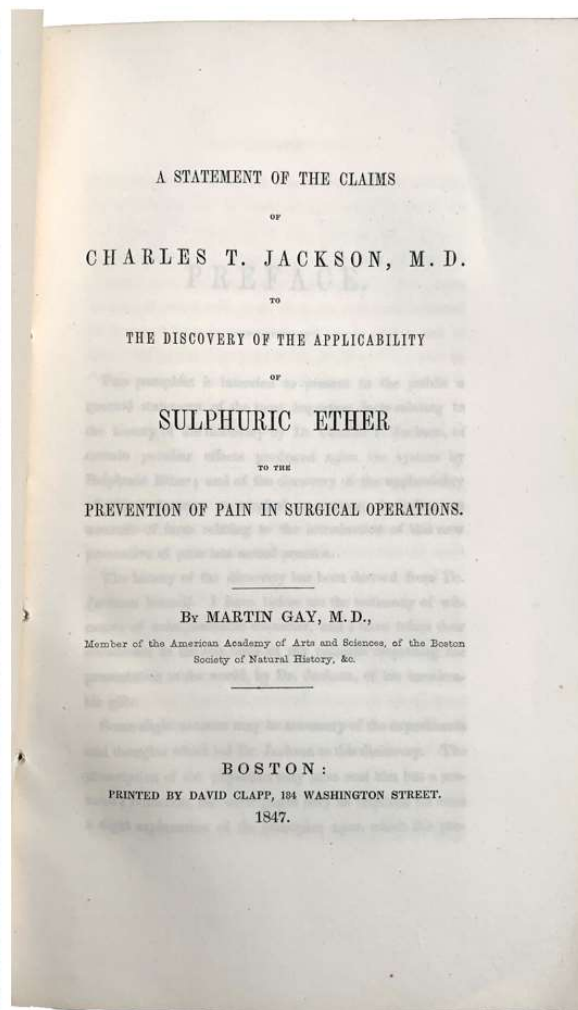 A STATEMENT OF THE CLAIMS
OF
CHARLES T. JACKSON, M.D.
TO
THE DISCOVERY OF THE APPLICABILITY
OF
SULPHURIC ETHER
TO THE
PREVENTION OF PAIN IN SURGICAL OPERATIONS.
By MARTIN GAY, M.D.,
Member of the American Academy of Arts and Sciences, of the Boston
Society of Natural History, &c.
BOSTON:
PRINTED BY DAVID CLAPP, 184 WASHINGTON STREET.
1847.